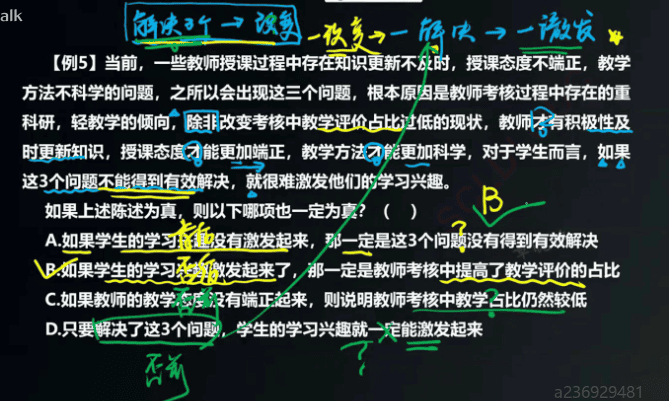 alk
解决3个→改变
一改变→一解决→一激发
【例5】当前，一些教师授课过程中存在知识更新不及时，授课态度不端正，教学
方法不科学的问题，之所以会出现这三个问题，根本原因是教师考核过程中存在的重
科研，轻教学的倾向，除非改变考核中教学评价占比过低的现状，教师才有积极性及
时更新知识，授课态度才能更加端正，教学方法才能更加科学，对于学生而言，如果
这3个问题不能得到有效解决，就很难激发他们的学习兴趣。
如果上述陈述为真，则以下哪项也一定为真？（ ）
B
A.如果学生的学习兴趣没有激发起来，那一定是这3个问题没有得到有效解决
?
否后
B.如果学生的学习兴趣激发起来了，那一定是教师考核中提高了教学评价的占比
否后
C.如果教师的教学态度没有端正起来，则说明教师考核中教学占比仍然较低
否前
D.只要解决了这3个问题，学生的学习兴趣就一定能激发起来
否前
?
a236929481